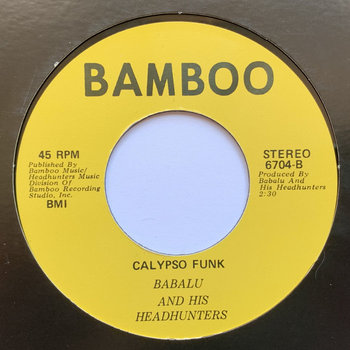 BAMBOO
45 RPM
Published By
Bamboo Music/
Headhunters Music
Division Of
Bamboo Recording
Studio, Inc.
BMI
STEREO
6704-B
Produced By
Babalu And
His Headhunters
2:30
CALYPSO FUNK
BABALU
AND HIS
HEADHUNTERS